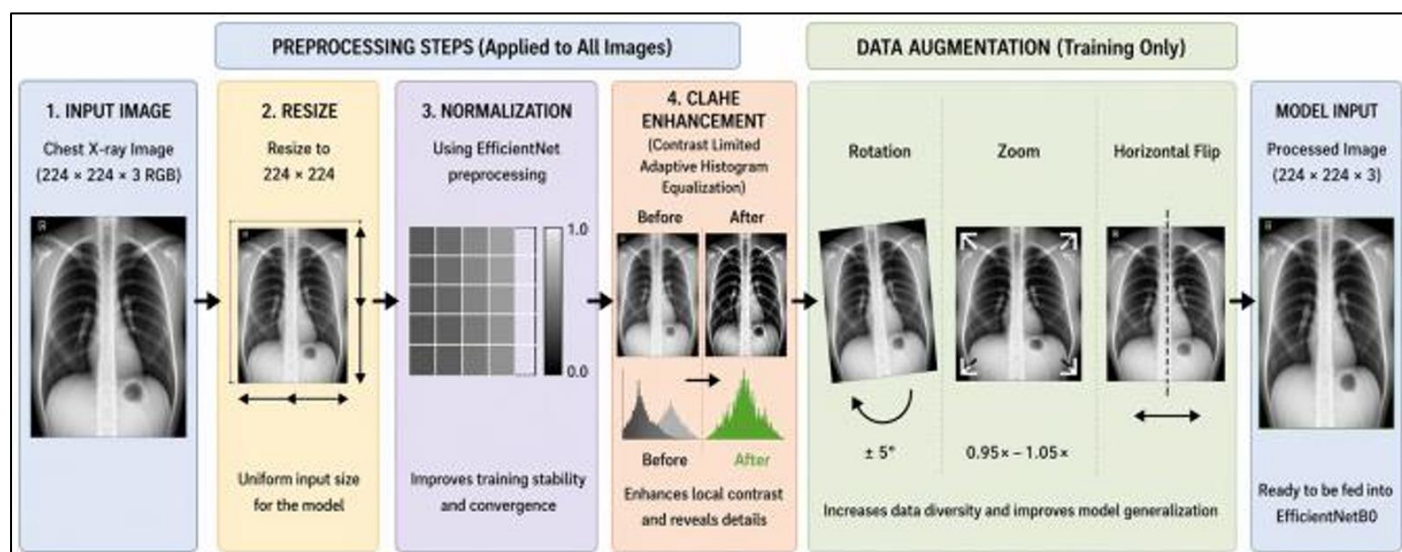 PREPROCESSING STEPS (Applied to All Images)
DATA AUGMENTATION (Training Only)
1. INPUT IMAGE
Chest X-ray Image
(224 × 224 × 3 RGB)
2. RESIZE
Resize to
224 × 224
Uniform input size
for the model
3. NORMALIZATION
Using EfficientNet
preprocessing
1.0
0.0
Improves training stability
and convergence
4. CLAHE
ENHANCEMENT
(Contrast Limited
Adaptive Histogram
Equalization)
Before After
Before After
Enhances local contrast
and reveals details
Rotation
± 5°
Zoom
0.95× – 1.05×
Horizontal Flip
Increases data diversity and improves model generalization
MODEL INPUT
Processed Image
(224 × 224 × 3)
Ready to be fed into
EfficientNetB0